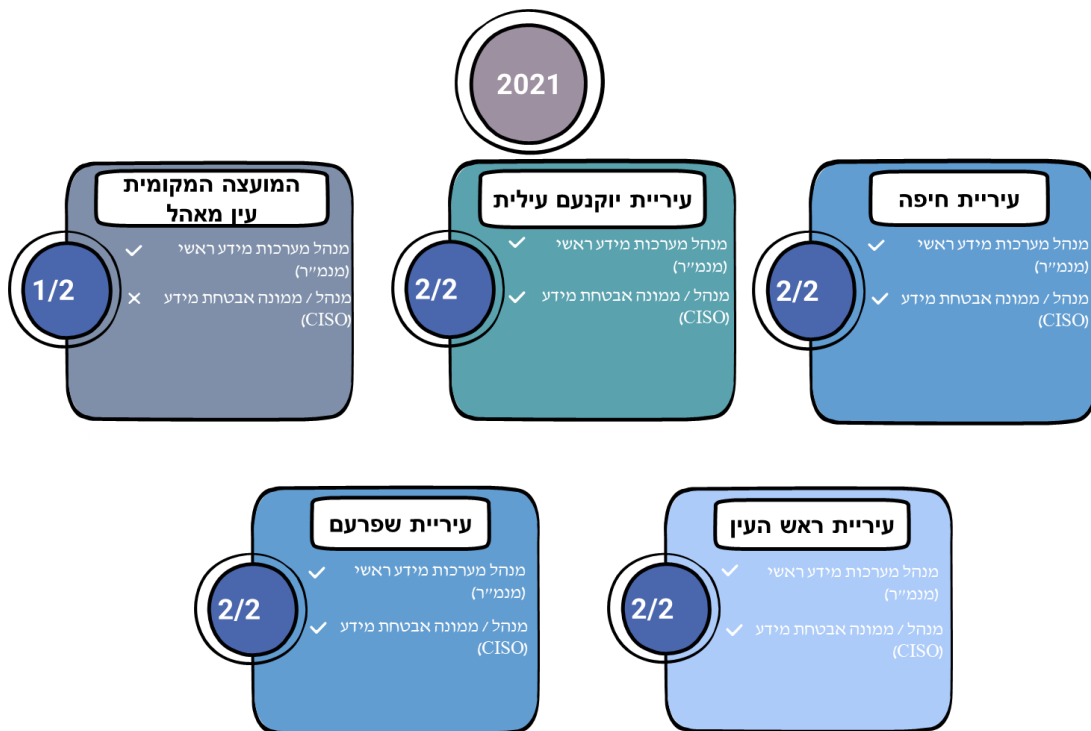 2021
עיריית חיפה
מנהל מערכות מידע ראשי
(מנמ״ר)
מנהל / ממונה אבטחת מידע
(CISO)
2/2
עיריית יוקנעם עילית
מנהל מערכות מידע ראשי
(מנמ״ר)
מנהל / ממונה אבטחת מידע
(CISO)
2/2
המועצה המקומית
עין מאהל
מנהל מערכות מידע ראשי
(מנמ״ר)
מנהל / ממונה אבטחת מידע
(CISO)
1/2
עיריית ראש העין
מנהל מערכות מידע ראשי
(מנמ״ר)
מנהל / ממונה אבטחת מידע
(CISO)
2/2
עיריית שפרעם
מנהל מערכות מידע ראשי
(מנמ״ר)
מנהל / ממונה אבטחת מידע
(CISO)
2/2